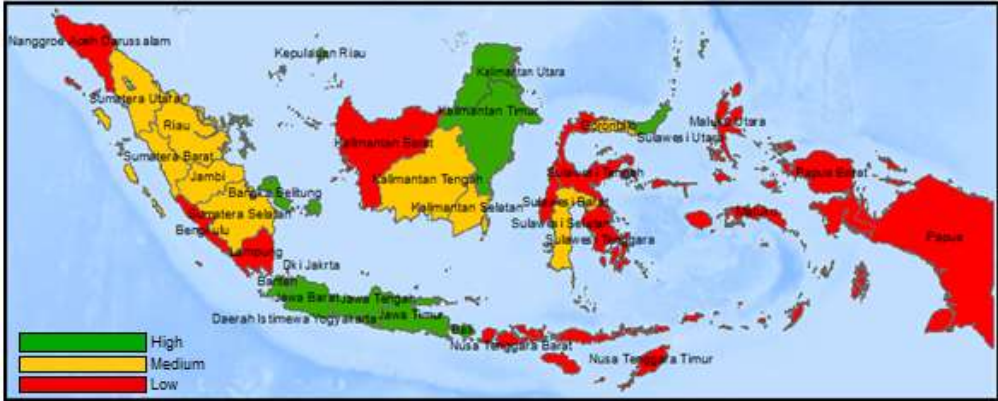 Nanggroe Aceh Darussalam
Kepulauan Riau
Kalimantan Utara
Sumatera Utara
Kalimantan Timur
Riau
Gorontalo
Maluku Utara
Sulawesi Utara
Kalimantan Barat
Sumatera Barat
Sulawesi Tengah
Papua Barat
Jambi
Kalimantan Tengah
Bangka Belitung
Sulawesi Barat
Kalimantan Selatan
Sumatera Selatan
Maluku
Bengkulu
Sulawesi Selatan
Sulawesi Tenggara
Papua
Lampung
Dki Jakrta
Banten
Jawa Barat
Jawa Tengah
Daerah Istimewa Yogyakarta
Jawa Timur
Bali
High
Nusa Tenggara Barat
Nusa Tenggara Timur
Medium
Low